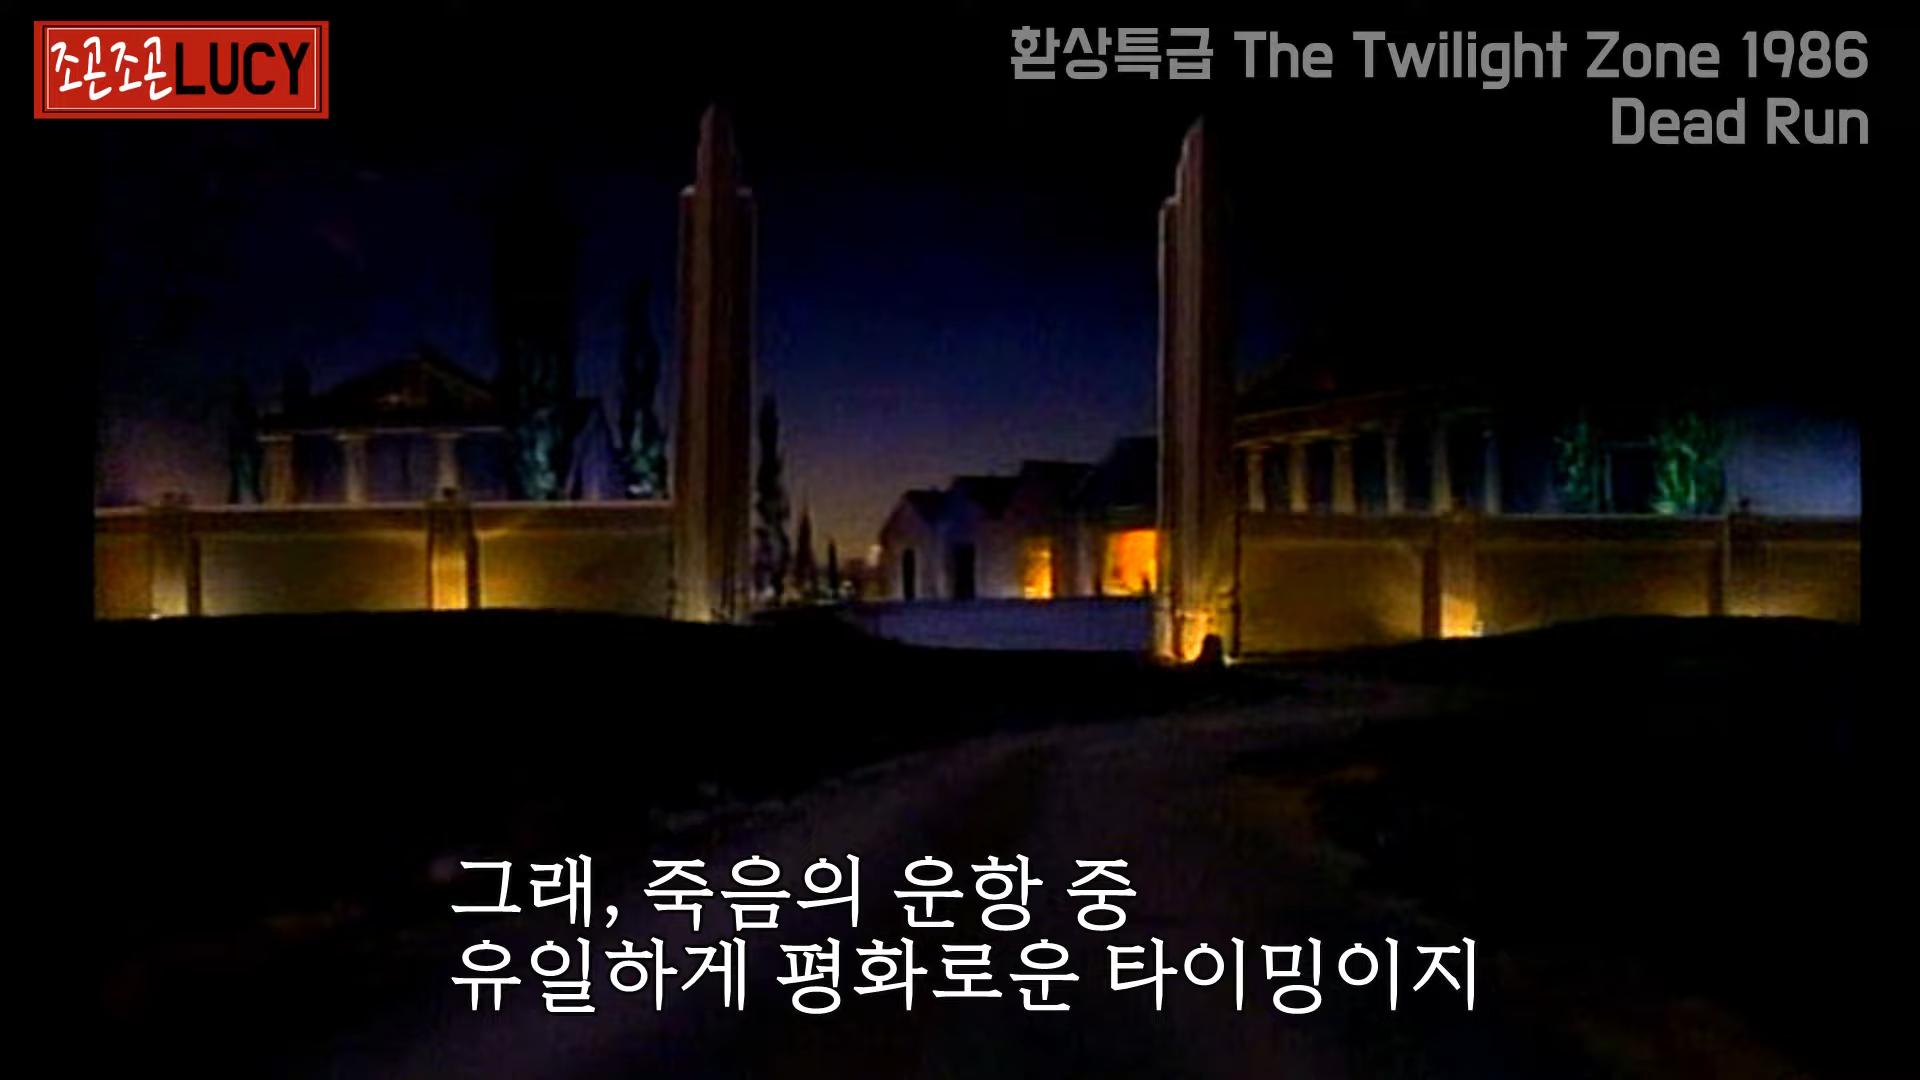 조곤조곤LUCY
환상특급 The Twilight Zone 1986
Dead Run
그래, 죽음의 운항 중
유일하게 평화로운 타이밍이지